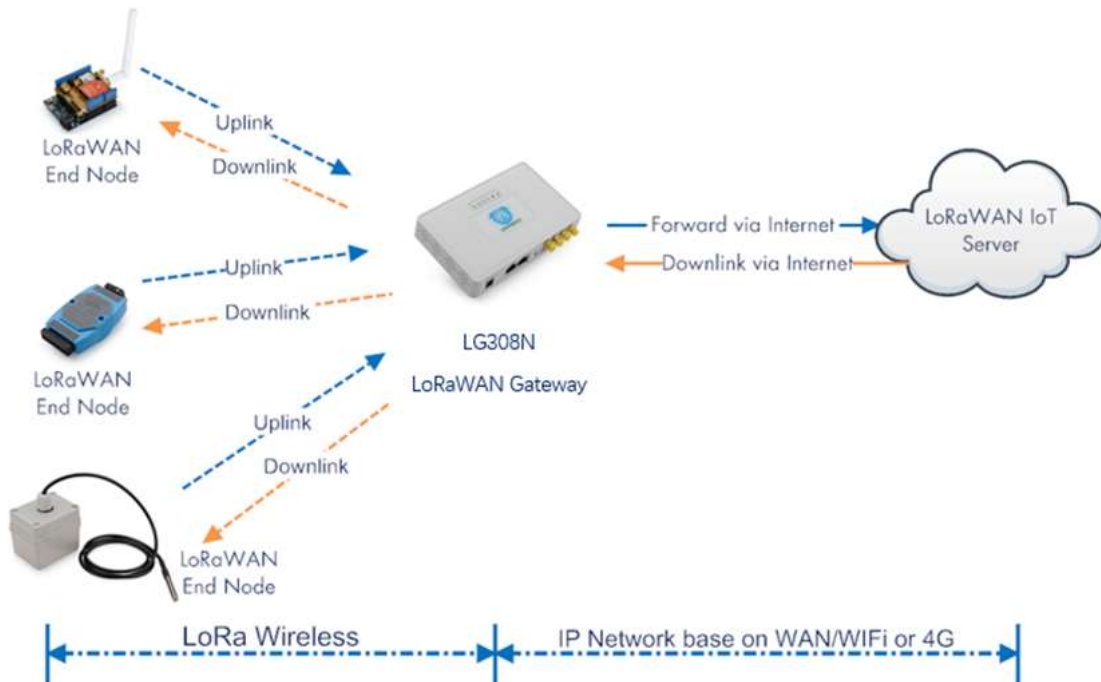 LoRaWAN
End Node
Uplink
Downlink
LoRaWAN
End Node
Uplink
Downlink
LoRaWAN
End Node
Uplink
Downlink
LG308N
LoRaWAN Gateway
Forward via Internet
Downlink via Internet
LoRaWAN IoT
Server
LoRa Wireless
IP Network base on WAN/WIFi or 4G